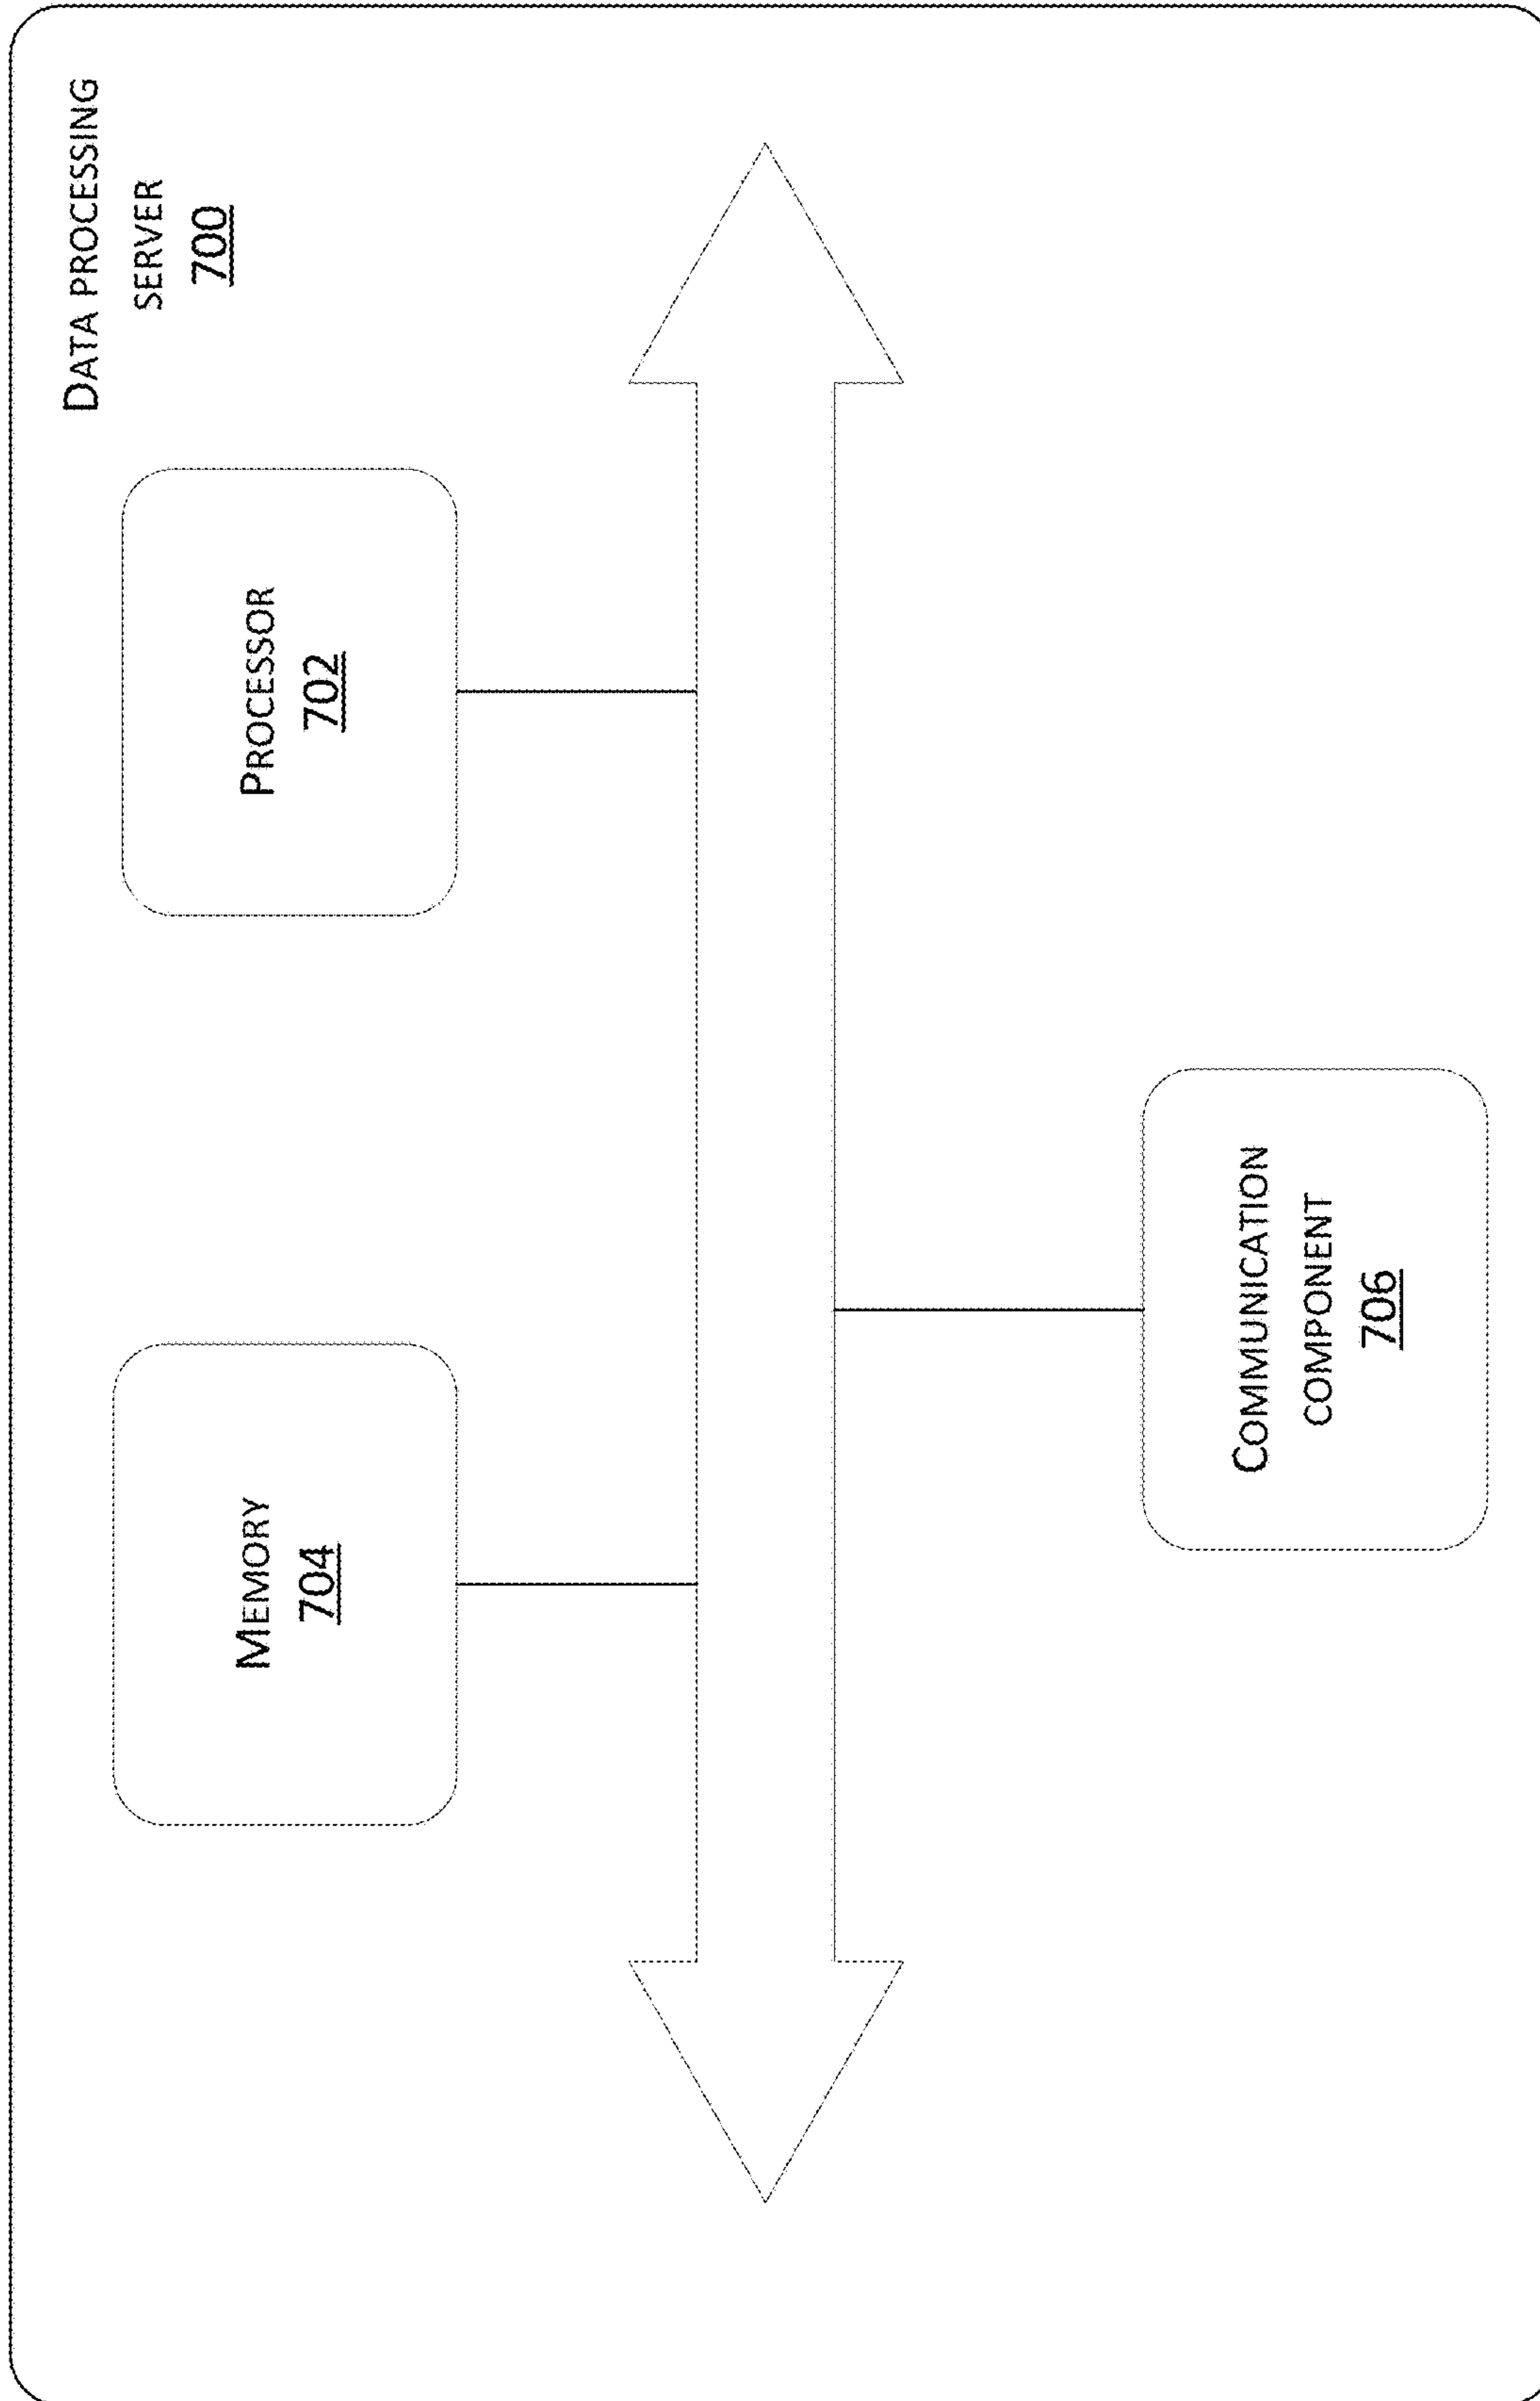 DATA PROCESSING
SERVER
700
MEMORY
704
PROCESSOR
702
COMMUNICATION
COMPONENT
706